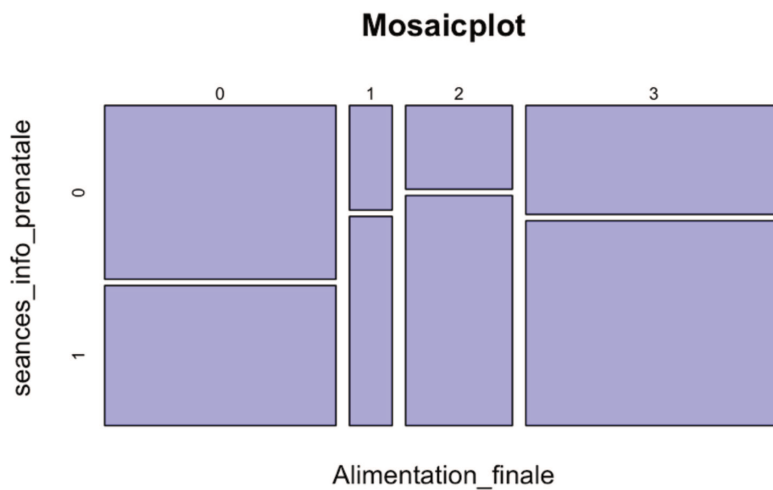 Mosaicplot
0 1 2 3
seances_info_prenatale
0
1
Alimentation_finale